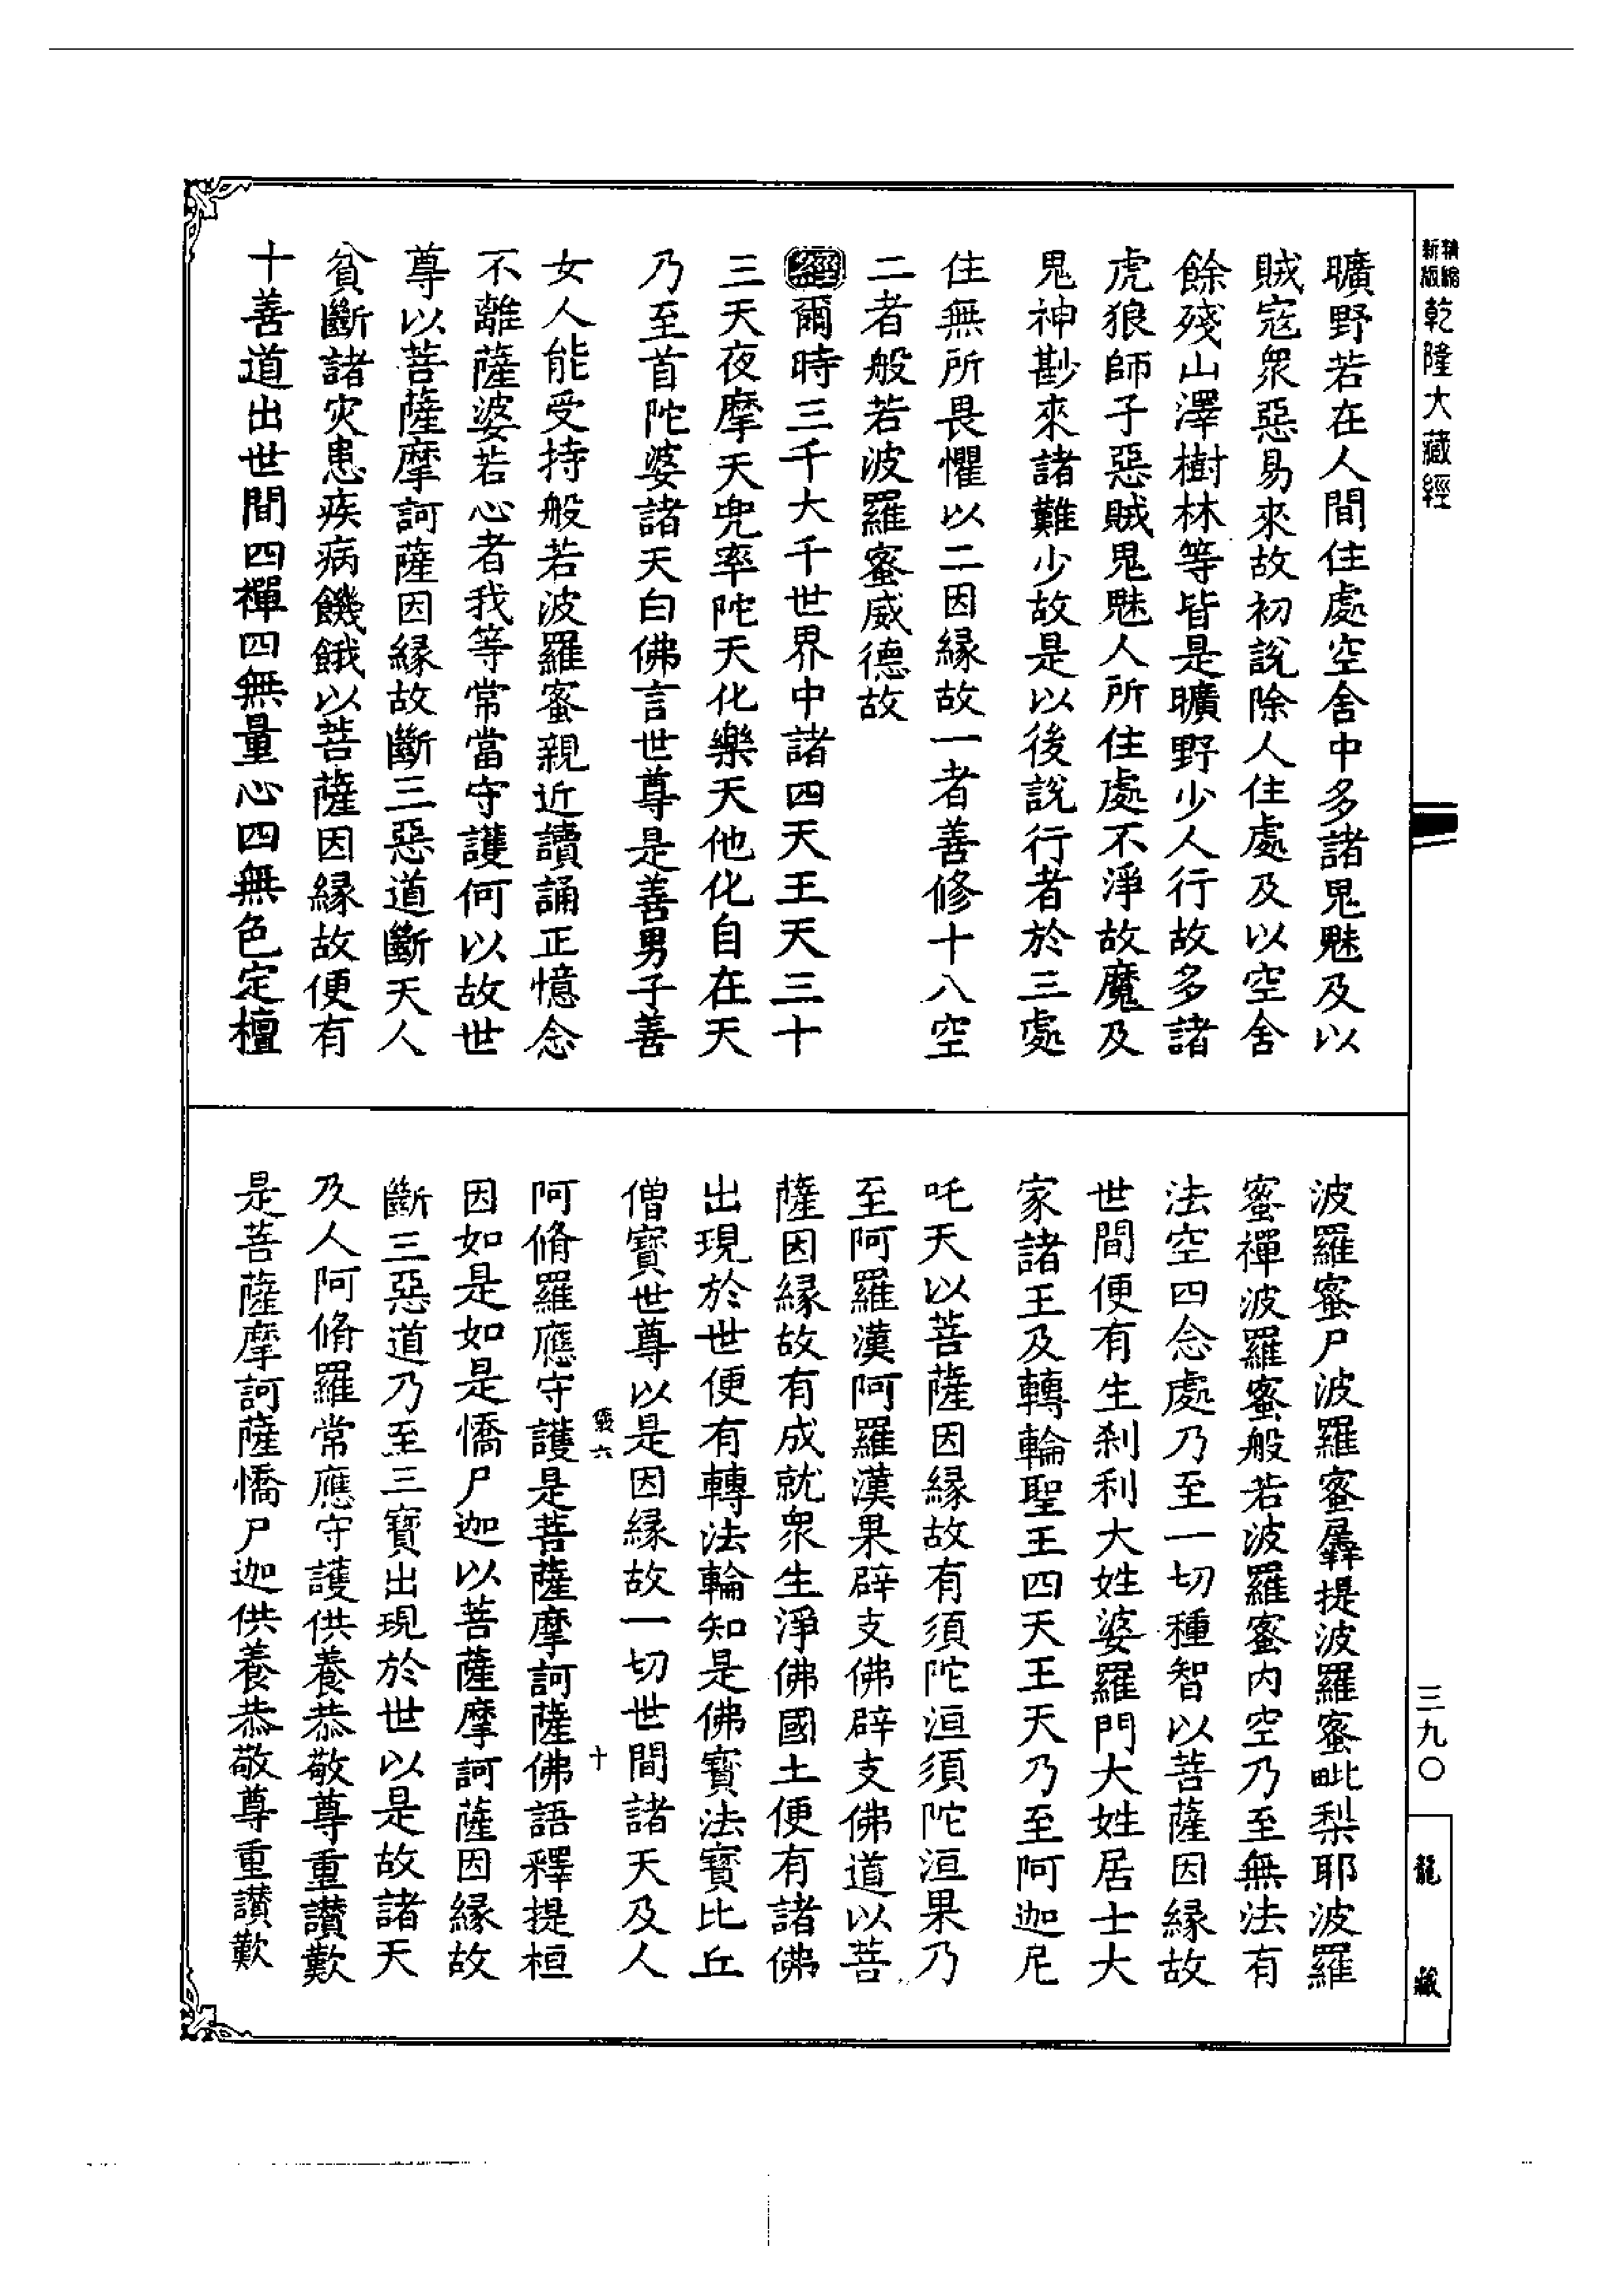 精縮
新版
乾隆大藏經
曠野若在人間住處空舍中多諸鬼魅及以
賊寇衆惡易來故初說除人住處及以空舍
餘殘山澤樹林等皆是曠野少人行故多諸
虎狼師子惡賊鬼魅人所住處不淨故魔及
鬼神尠來諸難少故是以後說行者於三處
住無所畏懼以二因緣故一者善修十八空
二者般若波羅蜜威德故
經爾時三千大千世界中諸四天王天三十
三天夜摩天兜率陀天化樂天他化自在天
乃至首陀婆諸天白佛言世尊是善男子善
女人能受持般若波羅蜜親近讀誦正憶念
不離薩婆若心者我等常當守護何以故世
尊以菩薩摩訶薩因緣故斷三惡道斷天人
貧斷諸灾患疾病饑餓以菩薩因緣故便有
十善道出世間四禪四無量心四無色定檀
波羅蜜尸波羅蜜羼提波羅蜜毗梨耶波羅
蜜禪波羅蜜般若波羅蜜內空乃至無法有
法空四念處乃至一切種智以菩薩因緣故
世間便有生剎利大姓婆羅門大姓居士大
家諸王及轉輪聖王四天王天乃至阿迦尼
吒天以菩薩因緣故有須陀洹須陀洹果乃
至阿羅漢阿羅漢果辟支佛辟支佛道以菩
薩因緣故有成就衆生淨佛國土便有諸佛
出現於世便有轉法輪知是佛寶法寶比丘
僧寶世尊以是因緣故一切世間諸天及人
阿脩羅應守護是菩薩摩訶薩佛語釋提桓
因如是如是憍尸迦以菩薩摩訶薩因緣故
斷三惡道乃至三寶出現於世以是故諸天
及人阿脩羅常應守護供養恭敬尊重讃歎
是菩薩摩訶薩憍尸迦供養恭敬尊重讃歎
三九〇
龍藏